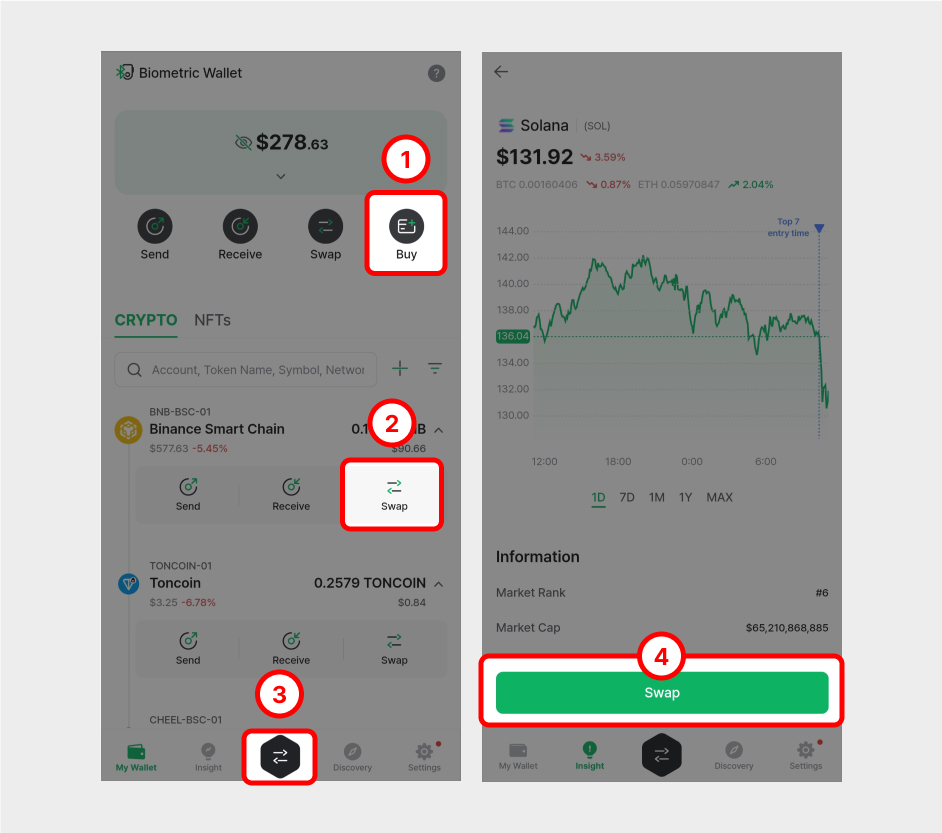 Biometric Wallet
?
$278.63
1
Send
Receive
Swap
Buy
CRYPTO
NFTs
Account, Token Name, Symbol, Networ
BNB-BSC-01
2
Binance Smart Chain
$577.63 -5.45%
$90.66
Send
Receive
Swap
TONCOIN-01
Toncoin
0.2579 TONCOIN
$3.25 -6.78%
$0.84
Send
Receive
Swap
3
CHEEL-BSC-01
My Wallet
Insight
Discovery
Settings
Solana
(SOL)
$131.92
3.59%
BTC 0.00160406
0.87%
ETH 0.05970847
2.04%
Top 7
entry time
144.00
142.00
140.00
138.00
136.04
134.00
132.00
130.00
12:00
18:00
0:00
6:00
1D
7D
1M
1Y
MAX
Information
Market Rank
#6
Market Cap
$65,210,868,885
4
Swap
My Wallet
Insight
Discovery
Settings